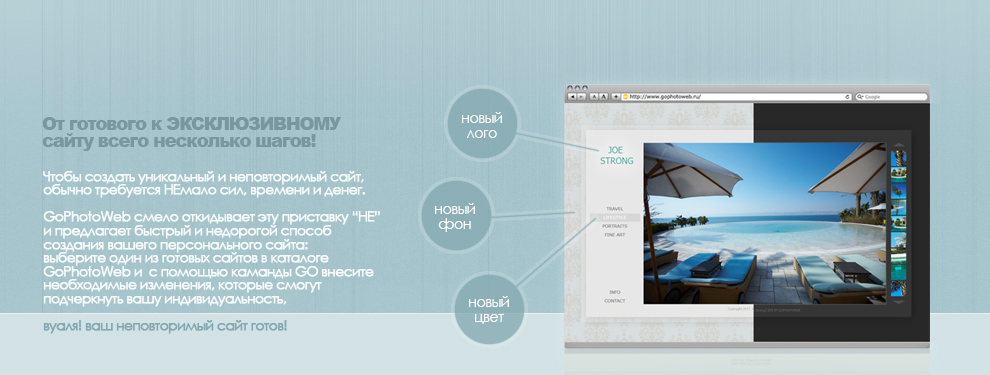 От готового к ЭКСКЛЮЗИВНОМУ
сайту всего несколько шагов!
Чтобы создать уникальный и неповторимый сайт,
обычно требуется НЕмало сил, времени и денег.
GoPhotoWeb смело откидывает эту приставку “НЕ”
и предлагает быстрый и недорогой способ
создания вашего персонального сайта:
выберите один из готовых сайтов в каталоге
GoPhotoWeb и с помощью каманды GO внесите
необходимые изменения, которые смогут
подчеркнуть вашу индивидуальность,
вуаля! ваш неповторимый сайт готов!
НОВЫЙ
ЛОГО
НОВЫЙ
ФОН
НОВЫЙ
ЦВЕТ
A A + http://www.gophotoweb.ru/ Google
JOE
STRONG
TRAVEL
LIFESTYLE
PORTRAITS
FINE ART
INFO
CONTACT